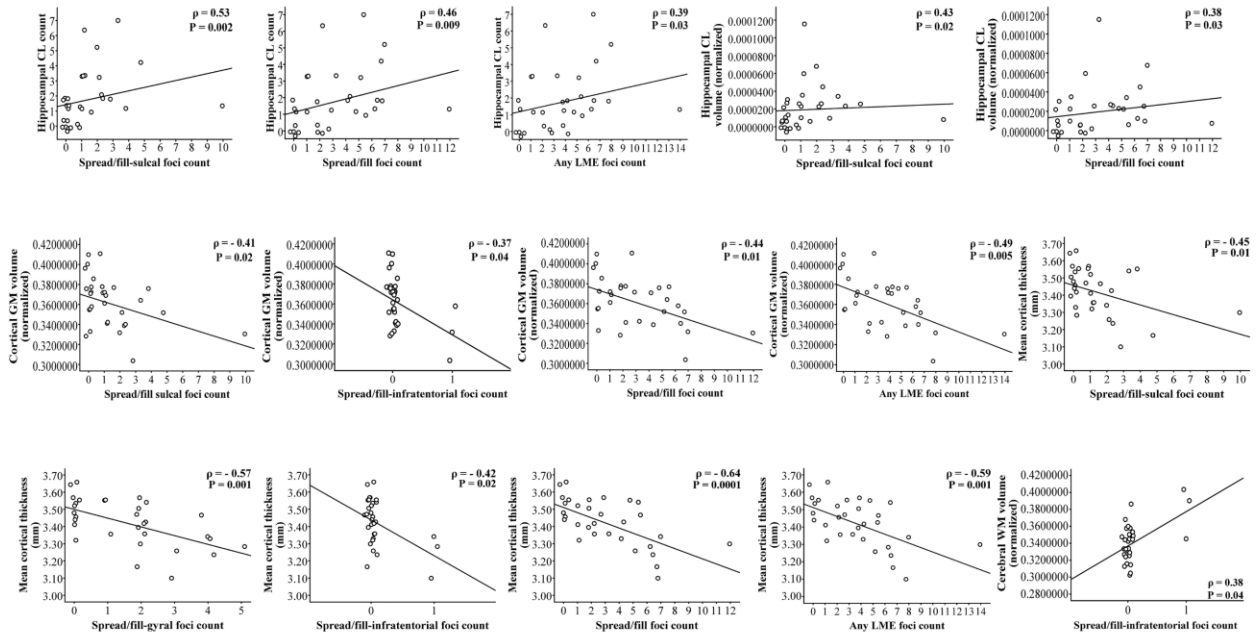 Hippocampal CL count
7
6
5
4
3
2
1
0
ρ = 0.53
P = 0.002
0 1 2 3 4 5 6 7 8 9 10
Spread/fill-sulcal foci count
Hippocampal CL count
7
6
5
4
3
2
1
0
ρ = 0.46
P = 0.009
0 1 2 3 4 5 6 7 8 9 10 11 12
Spread/fill foci count
Hippocampal CL count
7
6
5
4
3
2
1
0
ρ = 0.39
P = 0.03
0 1 2 3 4 5 6 7 8 9 10 11 12 13 14
Any LME foci count
Hippocampal CL
volume (normalized)
0.0001200
0.0001000
0.0000800
0.0000600
0.0000400
0.0000200
0.0000000
ρ = 0.43
P = 0.02
0 1 2 3 4 5 6 7 8 9 10
Spread/fill-sulcal foci count
Hippocampal CL
volume (normalized)
0.0001200
0.0001000
0.0000800
0.0000600
0.0000400
0.0000200
0.0000000
ρ = 0.38
P = 0.03
0 1 2 3 4 5 6 7 8 9 10 11 12
Spread/fill foci count
Cortical GM volume
(normalized)
0.4200000
0.4000000
0.3800000
0.3600000
0.3400000
0.3200000
0.3000000
ρ = - 0.41
P = 0.02
0 1 2 3 4 5 6 7 8 9 10
Spread/fill sulcal foci count
Cortical GM volume
(normalized)
0.4200000
0.4000000
0.3800000
0.3600000
0.3400000
0.3200000
0.3000000
ρ = - 0.37
P = 0.04
0 1
Spread/fill-infratentorial foci count
Cortical GM volume
(normalized)
0.4200000
0.4000000
0.3800000
0.3600000
0.3400000
0.3200000
0.3000000
ρ = - 0.44
P = 0.01
0 1 2 3 4 5 6 7 8 9 10 11 12
Spread/fill foci count
Cortical GM volume
(normalized)
0.4200000
0.4000000
0.3800000
0.3600000
0.3400000
0.3200000
0.3000000
ρ = - 0.49
P = 0.005
0 1 2 3 4 5 6 7 8 9 10 11 12 13 14
Any LME foci count
Mean cortical thickness
3.70
3.60
3.50
3.40
3.30
3.20
3.10
3.00
ρ = - 0.45
P = 0.01
0 1 2 3 4 5 6 7 8 9 10
Spread/fill-sulcal foci count
Mean cortical thickness
(mm)
3.70
3.60
3.50
3.40
3.30
3.20
3.10
3.00
ρ = - 0.57
P = 0.001
0 1 2 3 4 5
Spread/fill-gyral foci count
Mean cortical thickness
(mm)
3.70
3.60
3.50
3.40
3.30
3.20
3.10
3.00
ρ = - 0.42
P = 0.02
0 1
Spread/fill-infratentorial foci count
Mean cortical thickness
(mm)
3.70
3.60
3.50
3.40
3.30
3.20
3.10
3.00
ρ = - 0.64
P = 0.0001
0 1 2 3 4 5 6 7 8 9 10 11 12
Spread/fill foci count
Mean cortical thickness
(mm)
3.70
3.60
3.50
3.40
3.30
3.20
3.10
3.00
ρ = - 0.59
P = 0.001
0 1 2 3 4 5 6 7 8 9 10 11 12 13 14
Any LME foci count
Cerebral WM volume
(normalized)
0.4200000
0.4000000
0.3800000
0.3600000
0.3400000
0.3200000
0.3000000
0.2800000
ρ = 0.38
P = 0.04
0 1
Spread/fill-infratentorial foci count